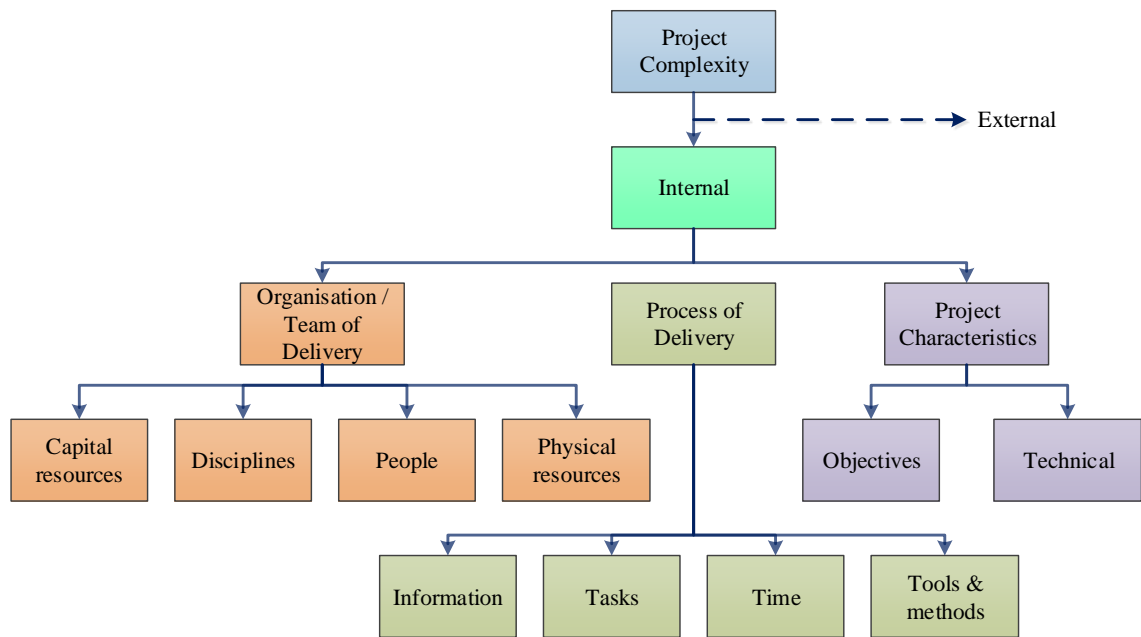 Project
Complexity
External
Internal
Organisation /
Team of
Delivery
Process of
Delivery
Project
Characteristics
Capital
resources
Disciplines
People
Physical
resources
Objectives
Technical
Information
Tasks
Time
Tools &
methods